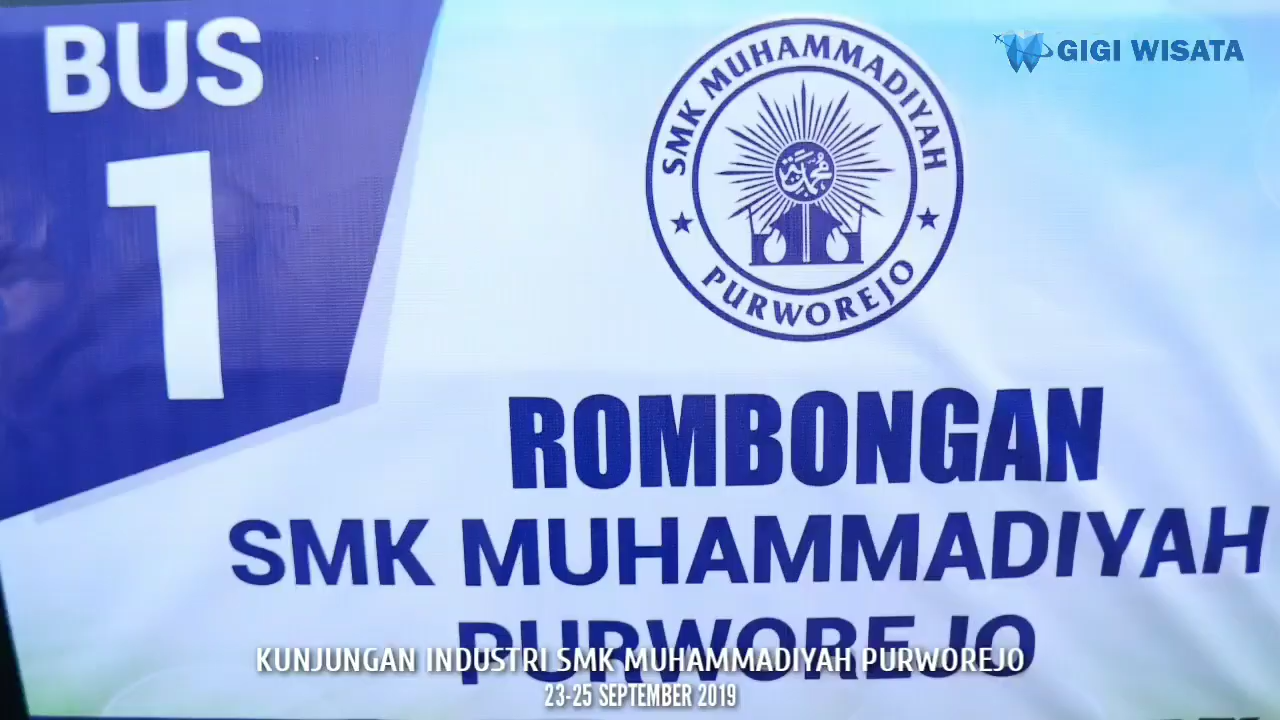 BUS
1
SMK MUHAMMADIYAH
محمدية
PURWOREJO
GIGI WISATA
ROMBONGAN
SMK MUHAMMADIYAH
PURWOREJO
KUNJUNGAN INDUSTRI SMK MUHAMMADIYAH PURWOREJO
23-25 SEPTEMBER 2019